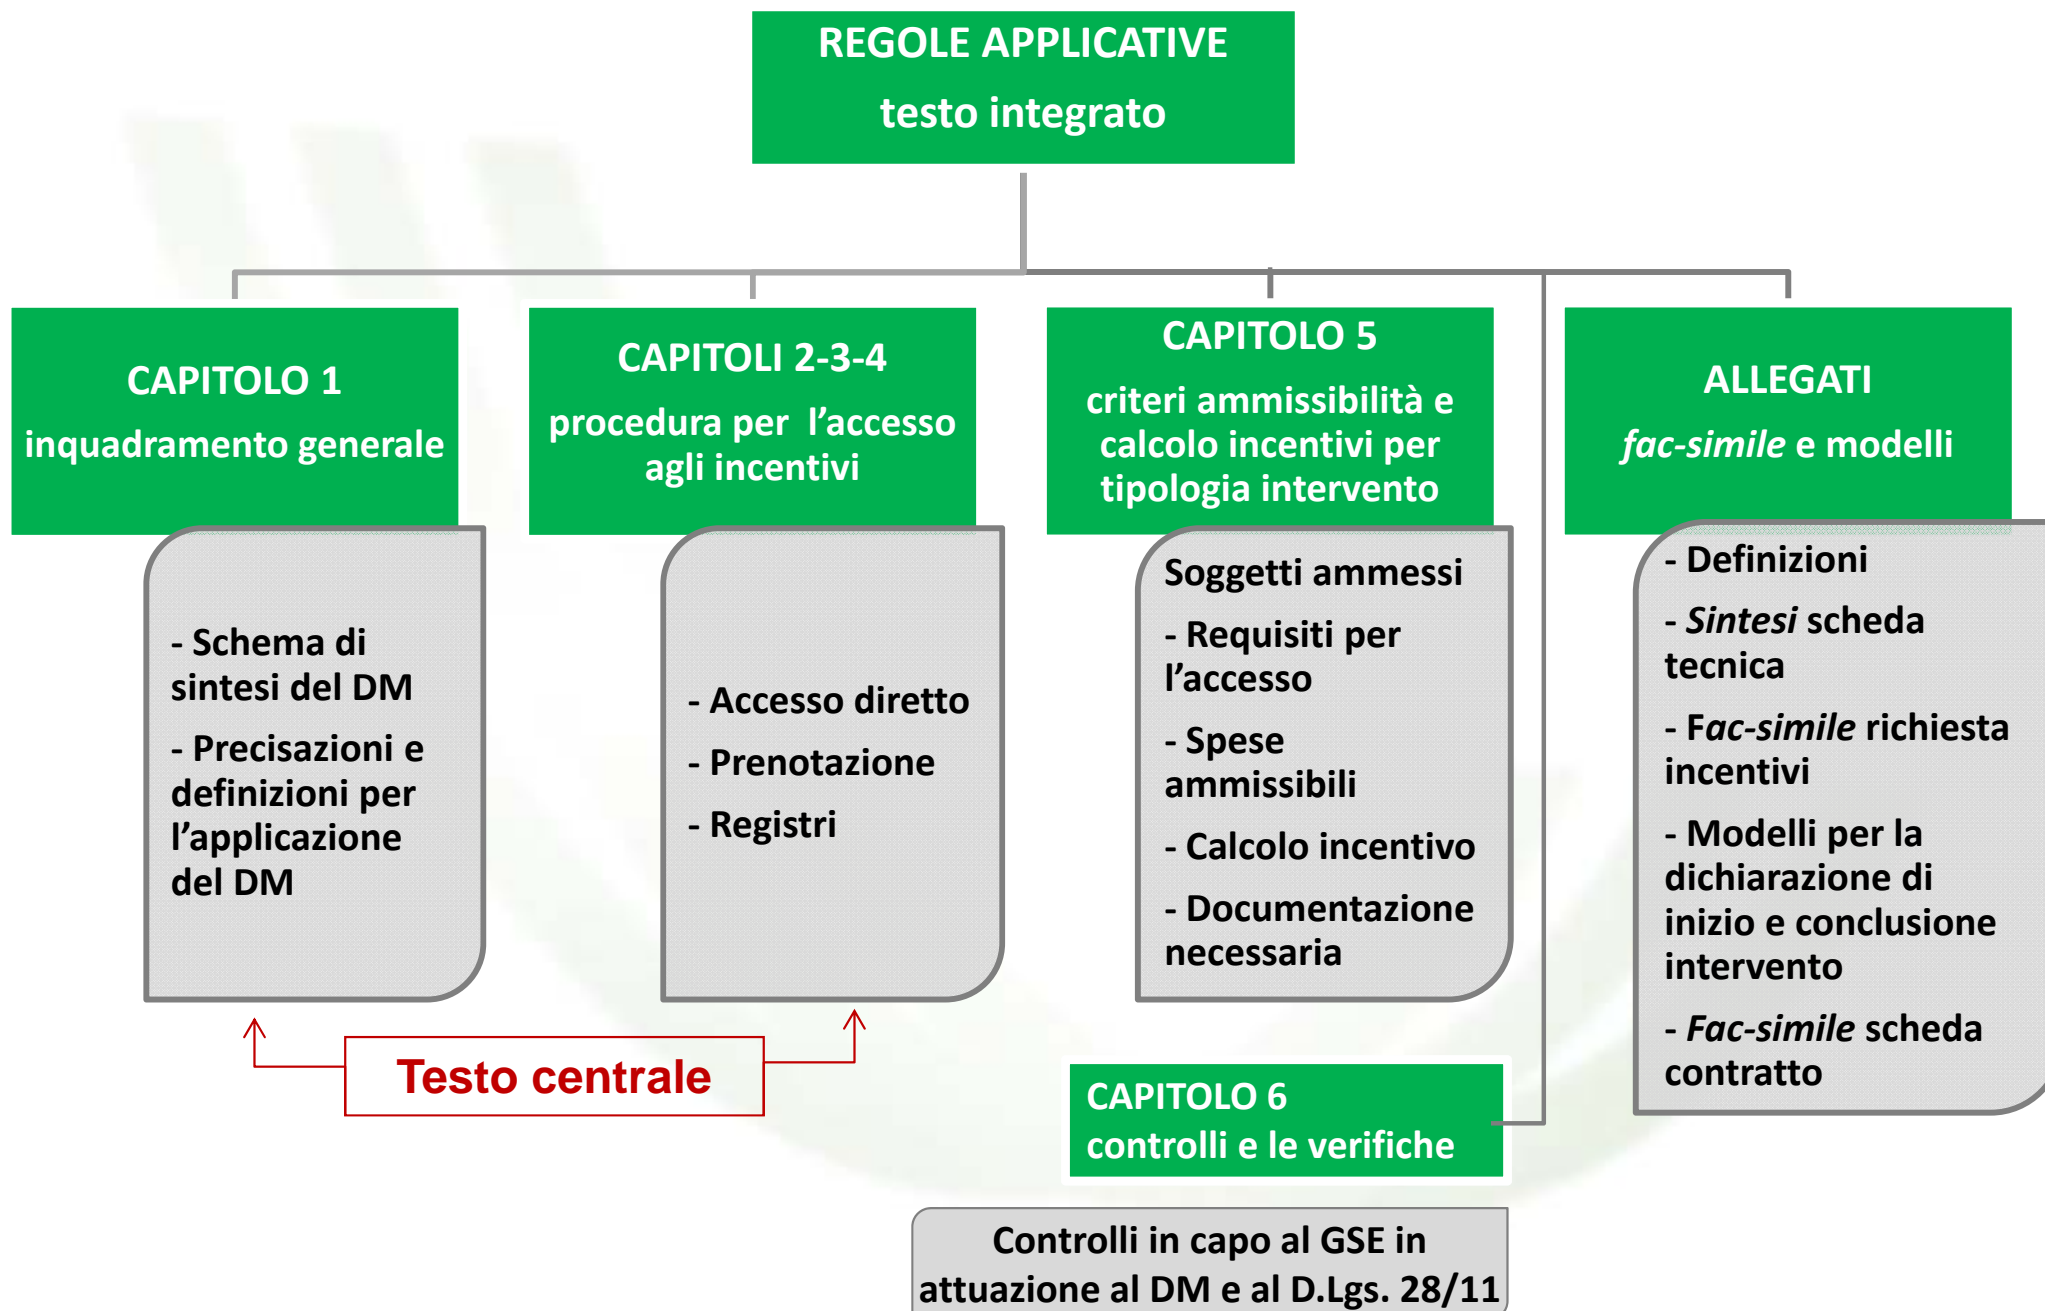 REGOLE APPLICATIVE
testo integrato
CAPITOLO 1
inquadramento generale
- Schema di
sintesi del DM
- Precisazioni e
definizioni per
l’applicazione
del DM
CAPITOLI 2-3-4
procedura per l’accesso
agli incentivi
- Accesso diretto
- Prenotazione
- Registri
Testo centrale
CAPITOLO 5
criteri ammissibilità e
calcolo incentivi per
tipologia intervento
Soggetti ammessi
- Requisiti per
l’accesso
- Spese
ammissibili
- Calcolo incentivo
- Documentazione
necessaria
CAPITOLO 6
controlli e le verifiche
Controlli in capo al GSE in
attuazione al DM e al D.Lgs. 28/11
ALLEGATI
fac-simile e modelli
- Definizioni
- Sintesi scheda
tecnica
- Fac-simile richiesta
incentivi
- Modelli per la
dichiarazione di
inizio e conclusione
intervento
- Fac-simile scheda
contratto